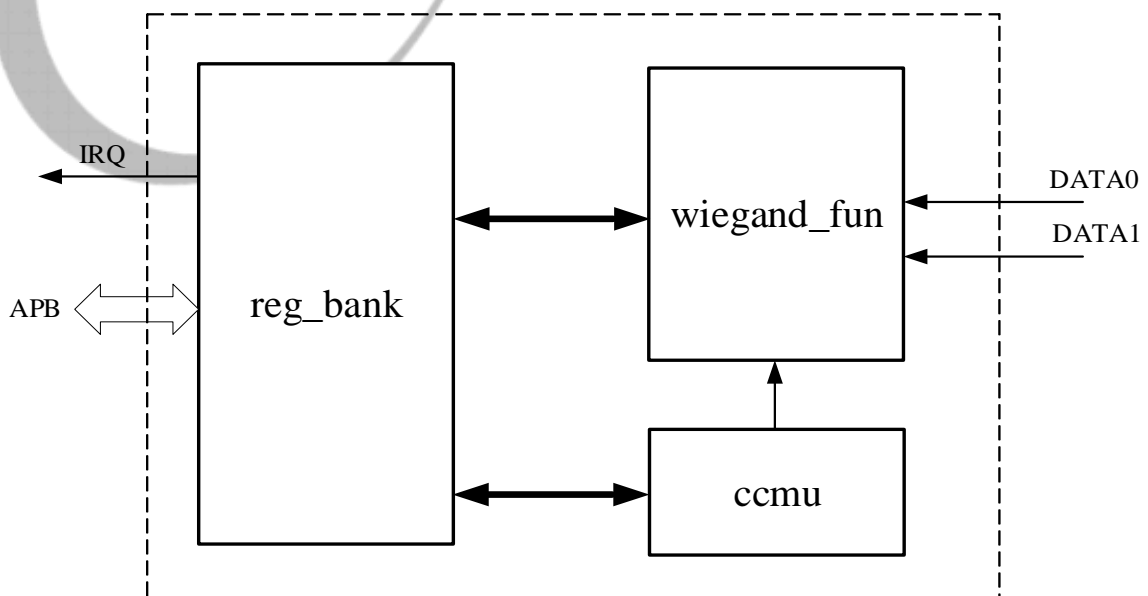 IRQ
DATA0
wiegand_fun
DATA1
APB
reg_bank
ccmu